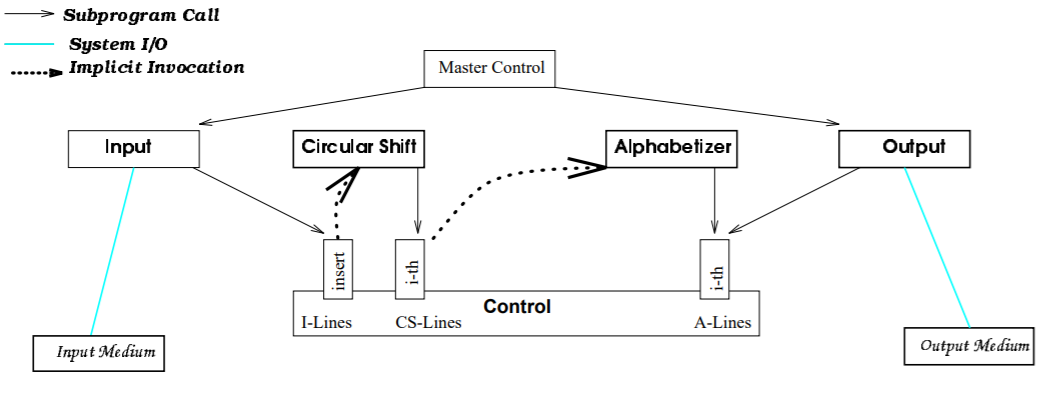 Subprogram Call
System I/O
Implicit Invocation
Master Control
Input
Circular Shift
Alphabetizer
Output
insert
i-th
i-th
Control
I-Lines
CS-Lines
A-Lines
Input Medium
Output Medium